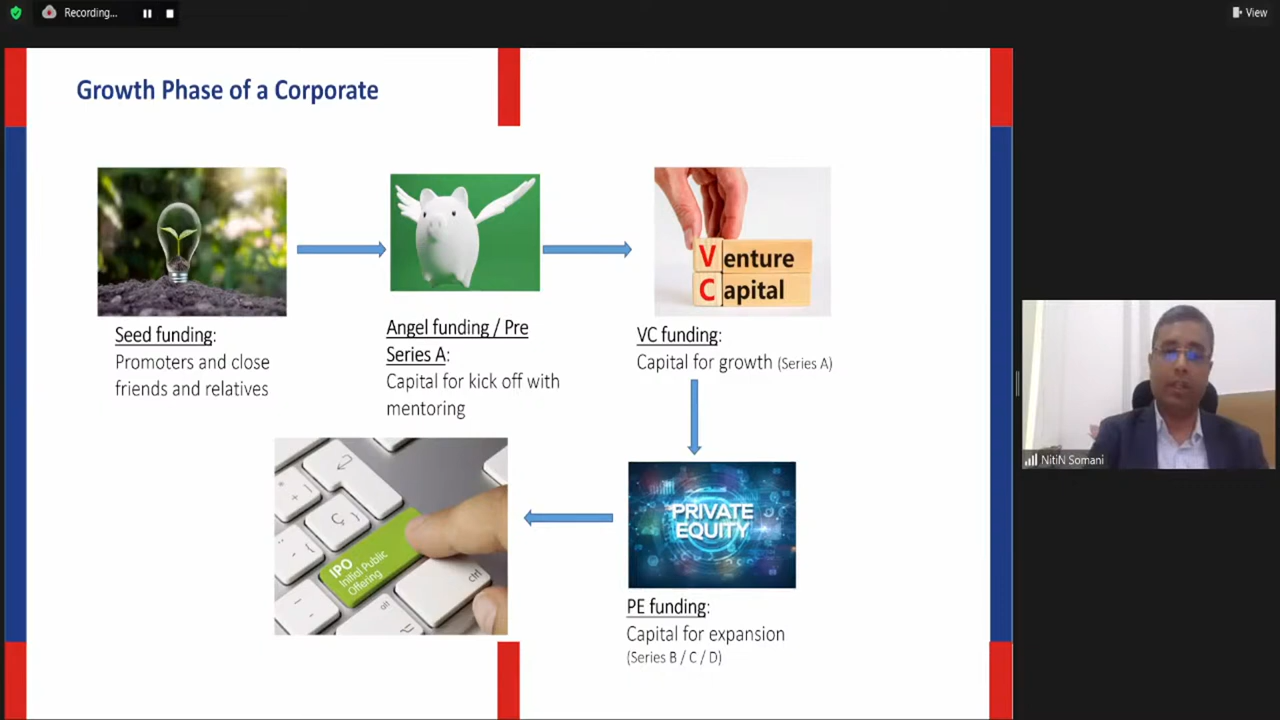 Recording...
View
Growth Phase of a Corporate
Venture
Capital
Seed funding:
Promoters and close
friends and relatives
Angel funding / Pre
Series A:
Capital for kick off with
mentoring
VC funding:
Capital for growth (Series A)
NitiN Somani
PRIVATE
EQUITY
PE funding:
Capital for expansion
(Series B / C / D)
IPO
Initial Public
Offering
ctrl
alt